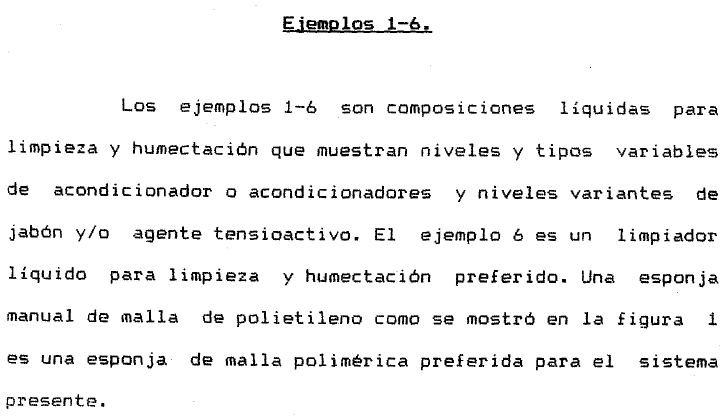 Ejemplos 1-6.
Los ejemplos 1-6 son composiciones líquidas para
limpieza y humectación que muestran niveles y tipos variables
de acondicionador o acondicionadores y niveles variantes de
jabón y/o agente tensioactivo. El ejemplo 6 es un limpiador
líquido para limpieza y humectación preferido. Una esponja
manual de malla de polietileno como se mostró en la figura 1
es una esponja de malla polimérica preferida para el sistema
presente.